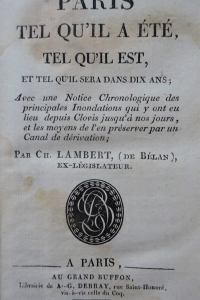 PARIS
TEL QU'IL A ÉTÉ,
TEL QU'IL EST,
ET TEL QU'IL SERA DANS DIX ANS;
Avec une Notice Chronologique des
principales Inondations qui y ont eu
lieu depuis Clovis jusqu'à nos jours,
et les moyens de l'en préserver par un
Canal de dérivation;
PAR CH. LAMBERT, (DE BÉLAN),
EX-LÉGISLATEUR.
A PARIS,
AU GRAND BUFFON,
Librairie de A.-G. DEBRAY, rue Saint-Honoré,
vis-à-vis celle du Coq.